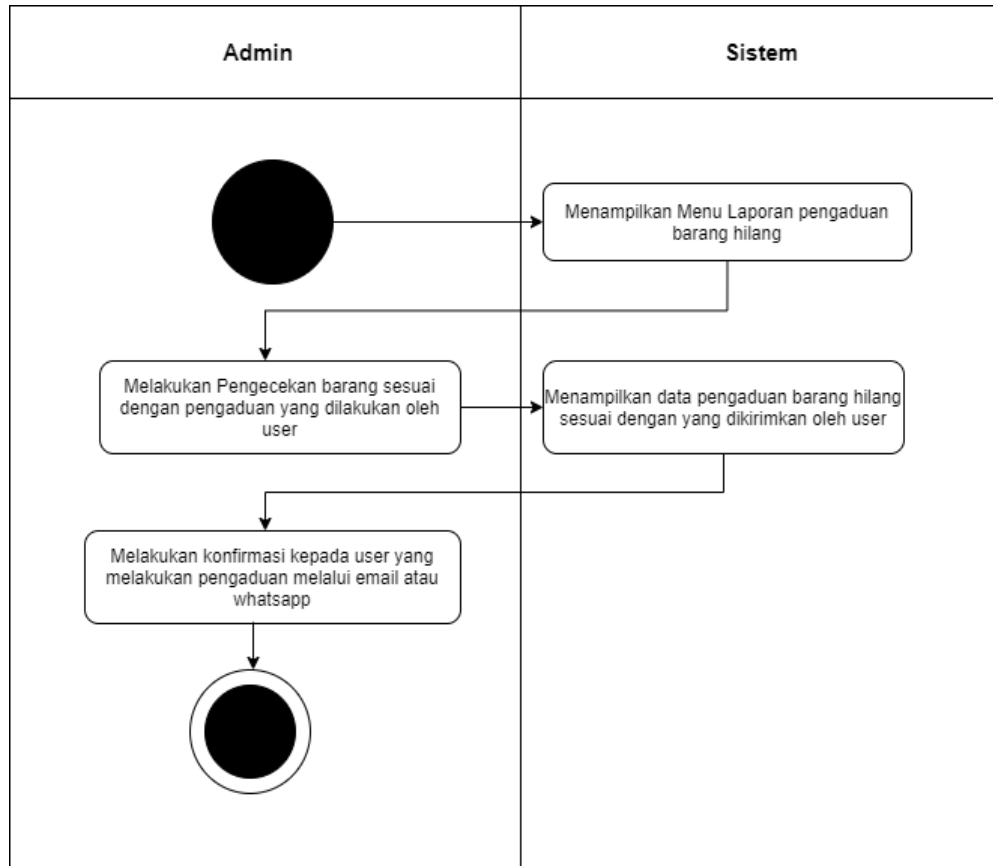 Admin
Sistem
Menampilkan Menu Laporan pengaduan
barang hilang
Melakukan Pengecekan barang sesuai
dengan pengaduan yang dilakukan oleh
user
Menampilkan data pengaduan barang hilang
sesuai dengan yang dikirimkan oleh user
Melakukan konfirmasi kepada user yang
melakukan pengaduan melalui email atau
whatsapp